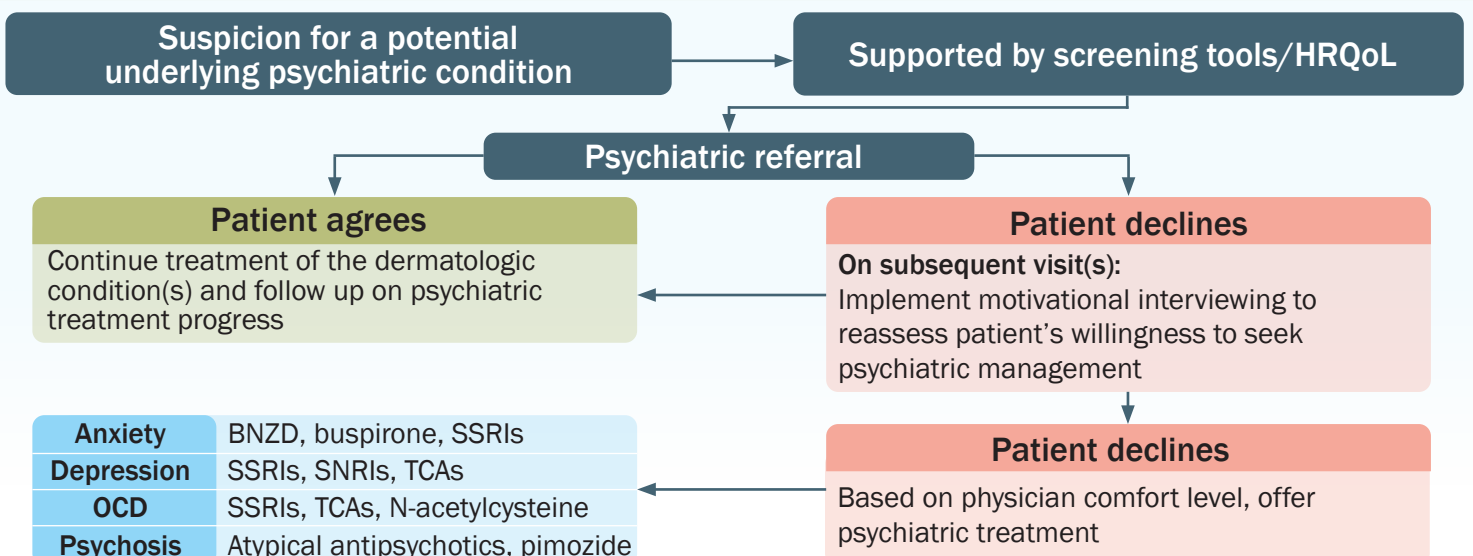 Suspicion for a potential
underlying psychiatric condition
Supported by screening tools/HRQoL
Psychiatric referral
Patient agrees
Continue treatment of the dermatologic
condition(s) and follow up on psychiatric
treatment progress
Patient declines
On subsequent visit(s):
Implement motivational interviewing to
reassess patient's willingness to seek
psychiatric management
Anxiety BNZD, buspirone, SSRIs
Depression SSRIs, SNRIs, TCAs
OCD SSRIs, TCAs, N-acetylcysteine
Psychosis Atypical antipsychotics, pimozide
Patient declines
Based on physician comfort level, offer
psychiatric treatment